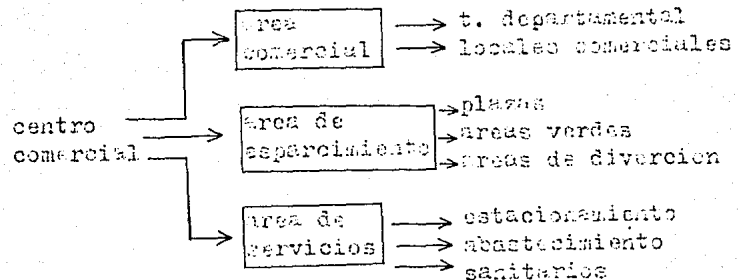 area
comercial
t. departamental
locales comerciales
centro
comercial
area de
esparcimiento
plazas
areas verdes
areas de divercion
area de
servicios
estacionamiento
abastecimiento
sanitarios